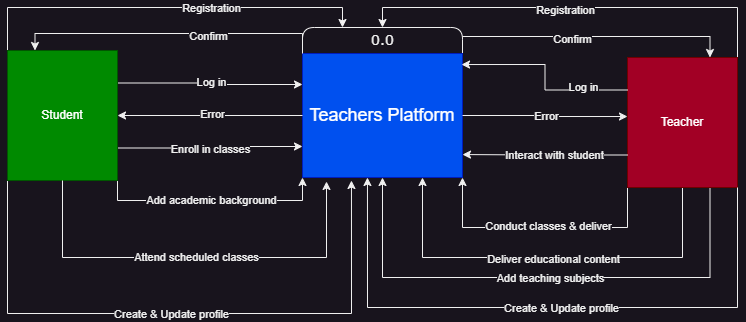 Registration
Registration
Confirm
0.0
Confirm
Log in
Log in
Student
Error
Teachers Platform
Error
Teacher
Enroll in classes
Interact with student
Add academic background
Conduct classes & deliver
Attend scheduled classes
Deliver educational content
Add teaching subjects
Create & Update profile
Create & Update profile